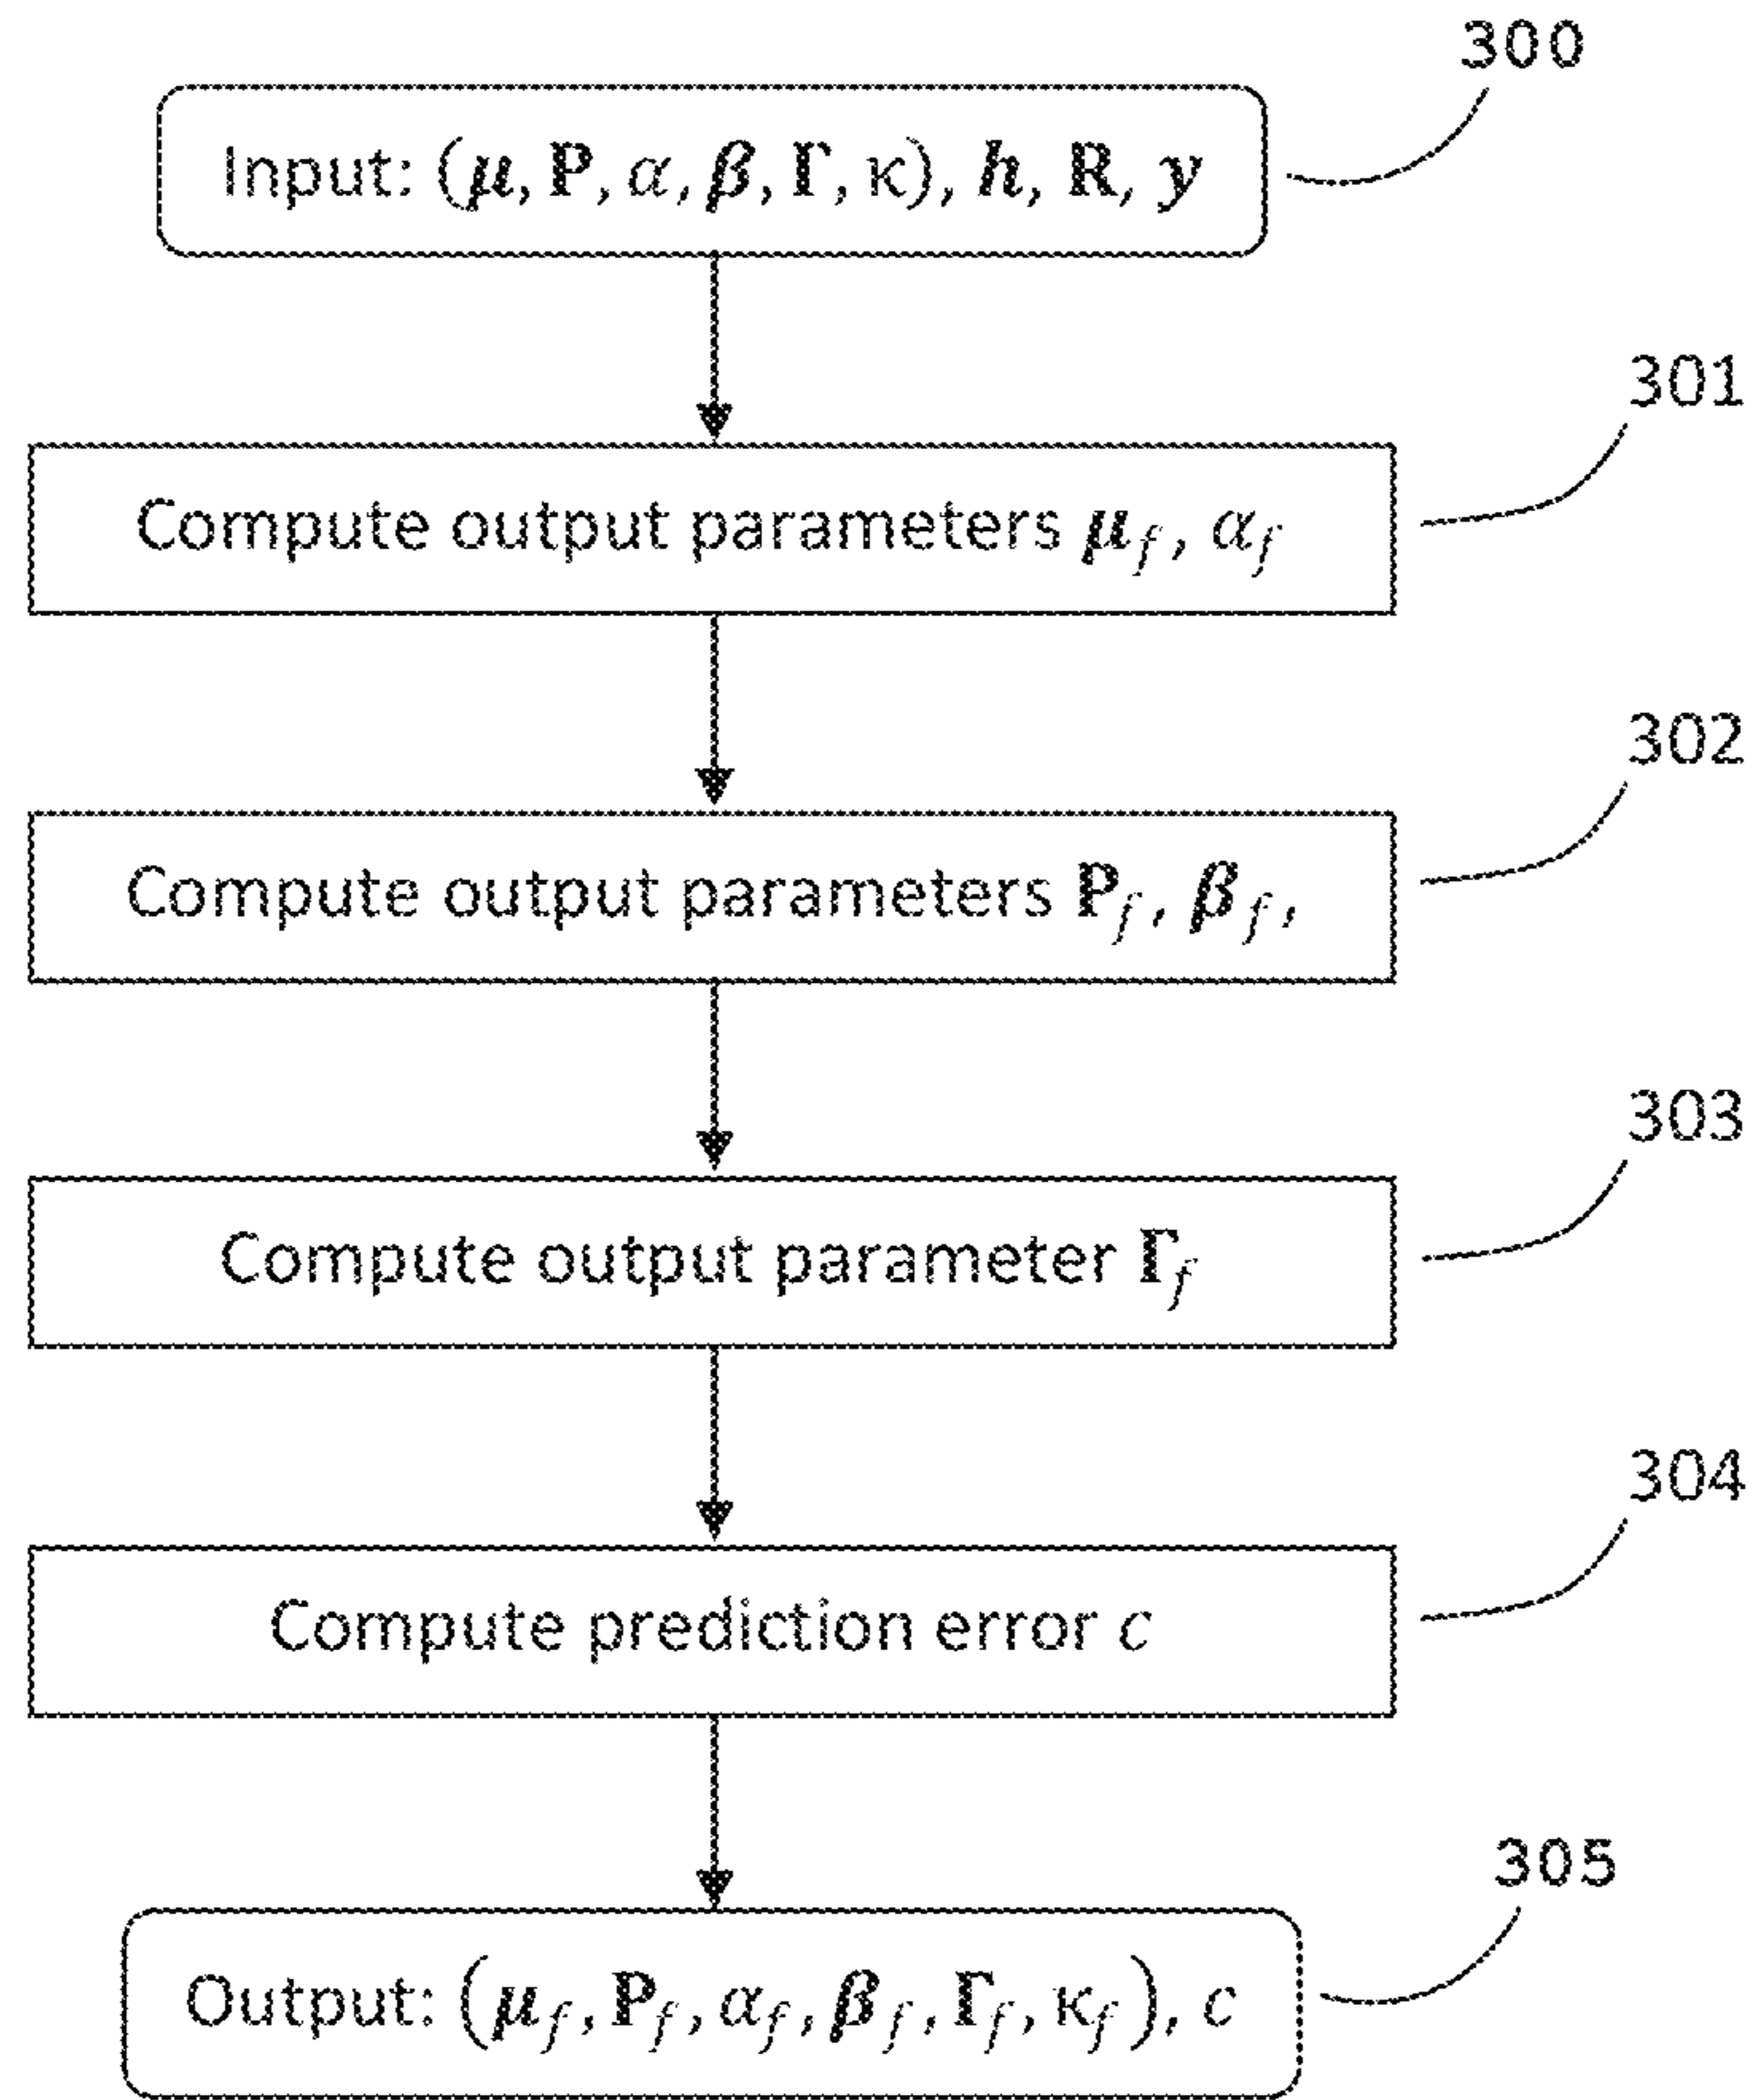 300
Input: (μ, P, α, β, Γ, κ), h, R, y
301
Compute output parameters μ_f, α_f
302
Compute output parameters P_f, β_f,
303
Compute output parameter Γ_f
304
Compute prediction error c
305
Output: (μ_f, P_f, α_f, β_f, Γ_f, κ_f), c